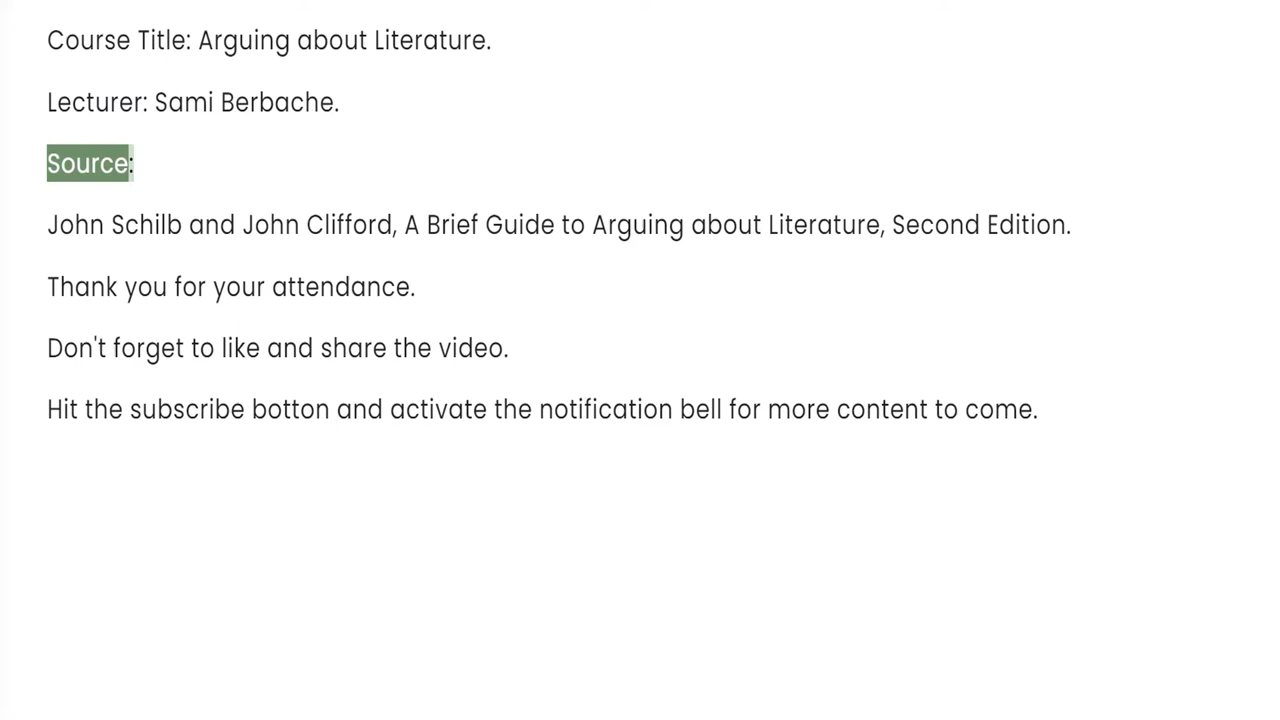 Course Title: Arguing about Literature.
Lecturer: Sami Berbache.
Source:
John Schilb and John Clifford, A Brief Guide to Arguing about Literature, Second Edition.
Thank you for your attendance.
Don't forget to like and share the video.
Hit the subscribe botton and activate the notification bell for more content to come.